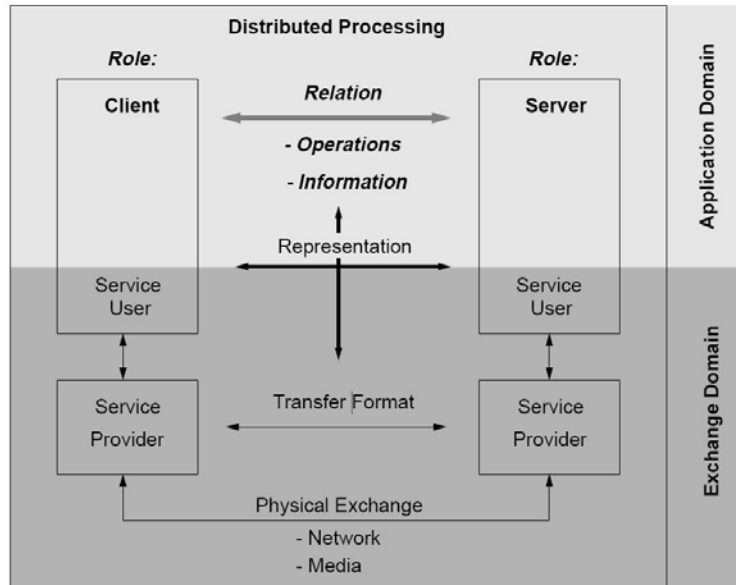 Distributed Processing
Role:
Role:
Client
Relation
Server
- Operations
- Information
Representation
Service
User
Service
User
Service
Provider
Transfer Format
Service
Provider
Physical Exchange
- Network
- Media
Application Domain
Exchange Domain